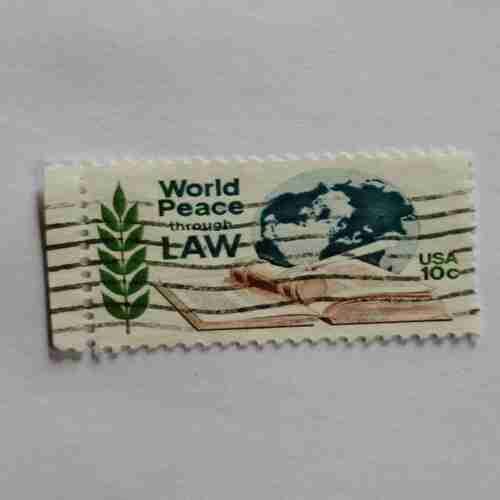 World
Peace
through
LAW
USA
10c